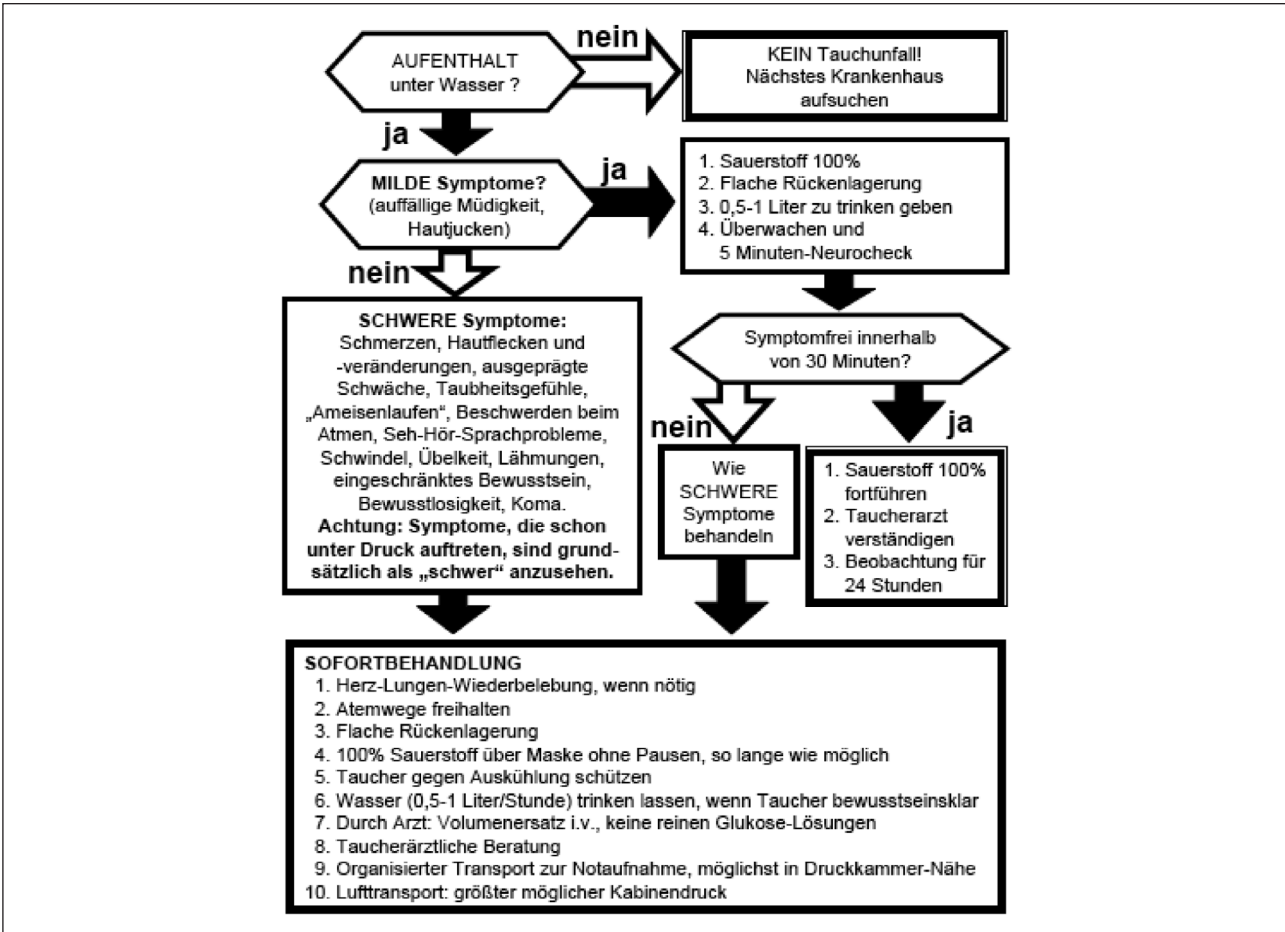 AUFENTHALT
unter Wasser ?
nein
KEIN Tauchunfall!
Nächstes Krankenhaus
aufsuchen
ja
MILDE Symptome?
(auffällige Müdigkeit,
Hautjucken)
ja
1. Sauerstoff 100%
2. Flache Rückenlagerung
3. 0,5-1 Liter zu trinken geben
4. Überwachen und
5 Minuten-Neurocheck
nein
SCHWERE Symptome:
Schmerzen, Hautflecken und
-veränderungen, ausgeprägte
Schwäche, Taubheitsgefühle,
„Ameisenlaufen“, Beschwerden beim
Atmen, Seh-Hör-Sprachprobleme,
Schwindel, Übelkeit, Lähmungen,
eingeschränktes Bewusstsein,
Bewusstlosigkeit, Koma.
Achtung: Symptome, die schon
unter Druck auftreten, sind grund-
sätzlich als „schwer“ anzusehen.
Symptomfrei innerhalb
von 30 Minuten?
nein
Wie
SCHWERE
Symptome
behandeln
ja
1. Sauerstoff 100%
fortführen
2. Taucherarzt
verständigen
3. Beobachtung für
24 Stunden
SOFORTBEHANDLUNG
1. Herz-Lungen-Wiederbelebung, wenn nötig
2. Atemwege freihalten
3. Flache Rückenlagerung
4. 100% Sauerstoff über Maske ohne Pausen, so lange wie möglich
5. Taucher gegen Auskühlung schützen
6. Wasser (0,5-1 Liter/Stunde) trinken lassen, wenn Taucher bewusstseinsklar
7. Durch Arzt: Volumenersatz i.v., keine reinen Glukose-Lösungen
8. Taucherärztliche Beratung
9. Organisierter Transport zur Notaufnahme, möglichst in Druckkammer-Nähe
10. Lufttransport: größter möglicher Kabinendruck